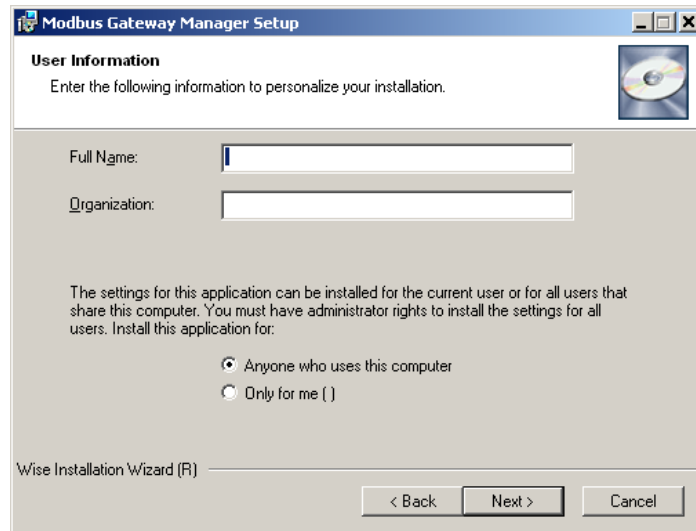 Modbus Gateway Manager Setup
User Information
Enter the following information to personalize your installation.
Full Name:
Organization:
The settings for this application can be installed for the current user or for all users that
share this computer. You must have administrator rights to install the settings for all
users. Install this application for:
Anyone who uses this computer
Only for me ( )
Wise Installation Wizard (R)
< Back
Next >
Cancel